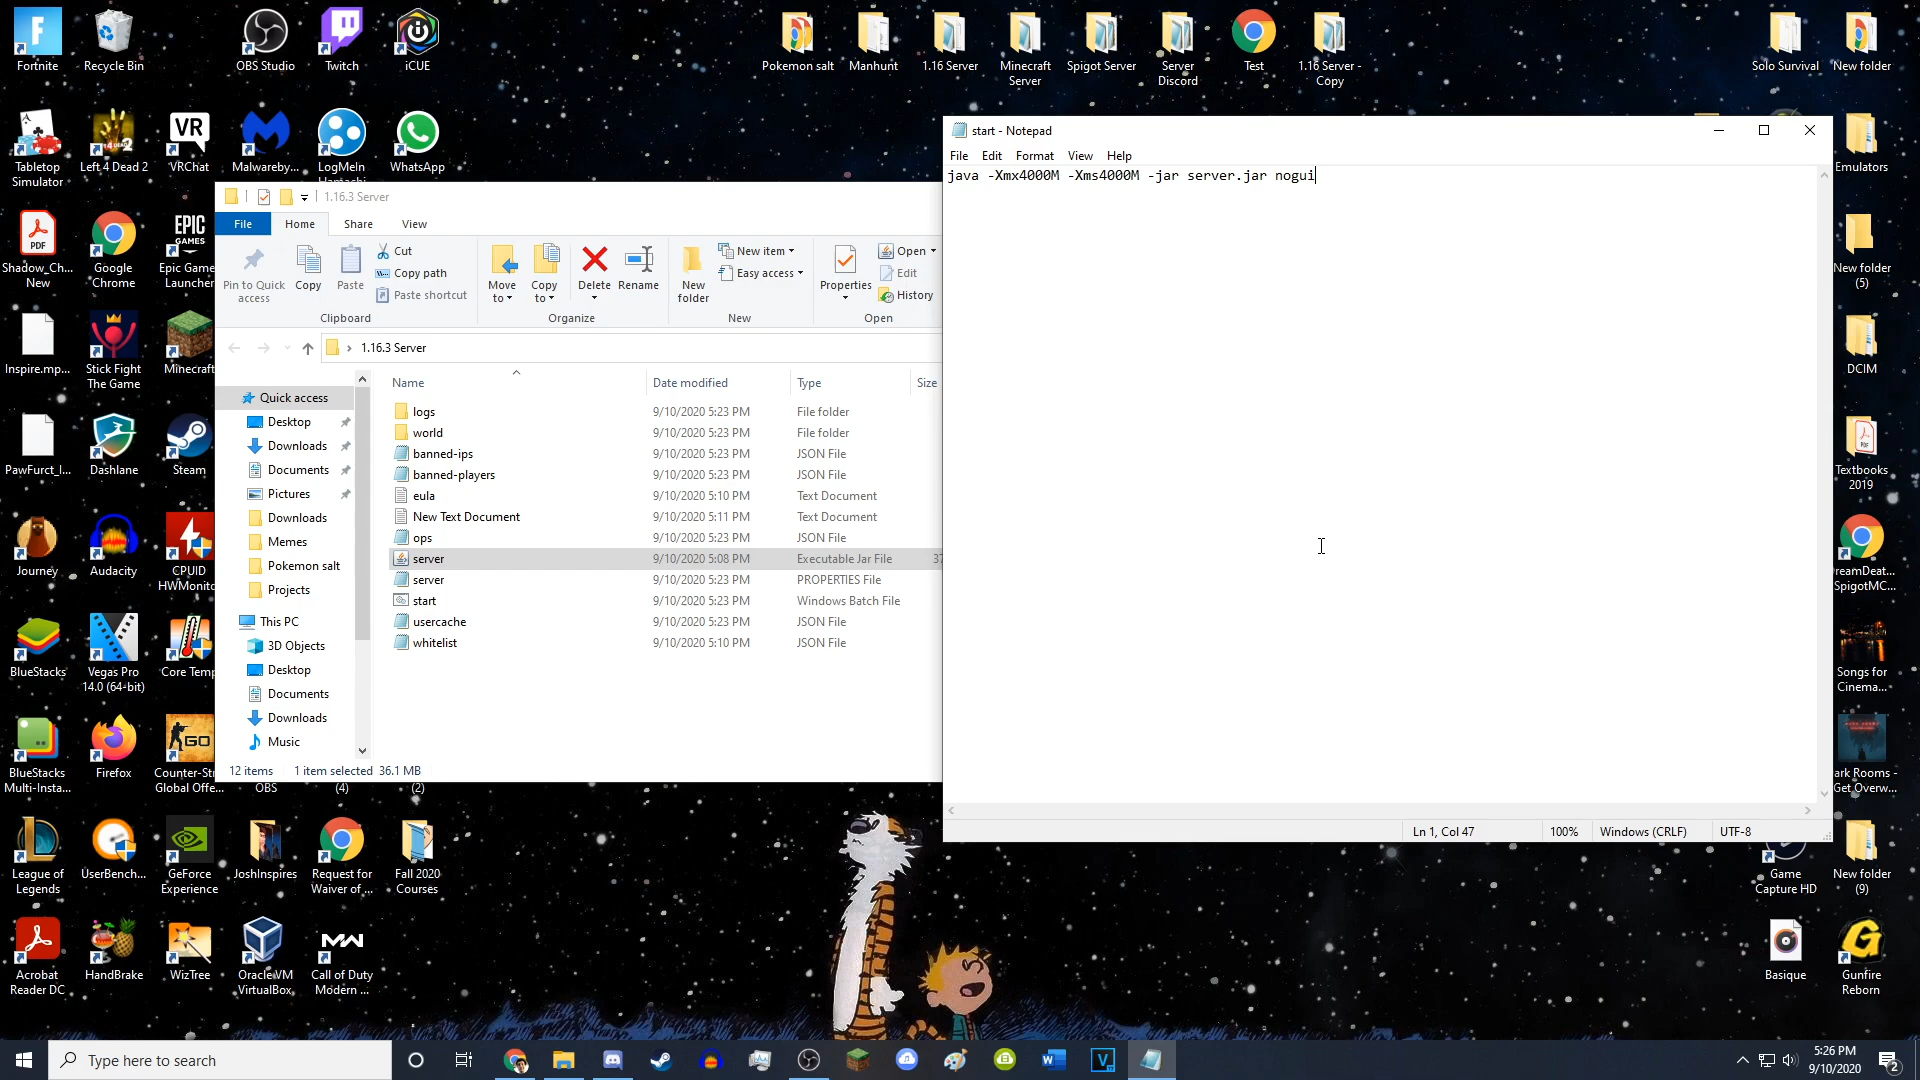 Fortnite
Recycle Bin
OBS Studio
Twitch
iCUE
Pokemon salt
Manhunt
1.16 Server
Minecraft
Server
Spigot Server
Server
Discord
Test
1.16 Server -
Copy
Solo Survival
New folder
Tabletop
Simulator
Left 4 Dead 2
VRChat
Malwareby...
LogMeIn
WhatsApp
Emulators
Shadow_Ch...
New
Google
Chrome
Epic Game
Launcher
New folder
(5)
Inspire.mp...
Stick Fight
The Game
Minecraft
DCIM
PawFurct_I...
Dashlane
Steam
Textbooks
2019
Journey
Audacity
CPUID
HWMonito
reamDeat...
SpigotMC...
BlueStacks
Vegas Pro
14.0 (64-bit)
Core Temp
Songs for
Cinema...
BlueStacks
Multi-Insta...
Firefox
Counter-Str
Global Offe...
OBS
(4)
(2)
ark Rooms -
Get Overw...
League of
Legends
UserBench...
GeForce
Experience
JoshInspires
Request for
Waiver of ...
Fall 2020
Courses
Game
Capture HD
New folder
(9)
Acrobat
Reader DC
HandBrake
WizTree
Oracle VM
VirtualBox
Call of Duty
Modern ...
Basique
Gunfire
Reborn
1.16.3 Server
File
Home
Share
View
Pin to Quick
access
Copy
Paste
Cut
Copy path
Paste shortcut
Clipboard
Move
to
Copy
to
Delete
Rename
Organize
New
folder
New item
Easy access
New
Properties
Open
Edit
History
Open
1.16.3 Server
Name Date modified Type Size
Quick access
Desktop
Downloads
Documents
Pictures
Downloads
Memes
Pokemon salt
Projects
This PC
3D Objects
Desktop
Documents
Downloads
Music
logs 9/10/2020 5:23 PM File folder
world 9/10/2020 5:23 PM File folder
banned-ips 9/10/2020 5:23 PM JSON File
banned-players 9/10/2020 5:23 PM JSON File
eula 9/10/2020 5:10 PM Text Document
New Text Document 9/10/2020 5:11 PM Text Document
ops 9/10/2020 5:23 PM JSON File
server 9/10/2020 5:08 PM Executable Jar File 37
server 9/10/2020 5:23 PM PROPERTIES File
start 9/10/2020 5:23 PM Windows Batch File
usercache 9/10/2020 5:23 PM JSON File
whitelist 9/10/2020 5:10 PM JSON File
12 items 1 item selected 36.1 MB
start - Notepad
File Edit Format View Help
java -Xmx4000M -Xms4000M -jar server.jar nogui
Ln 1, Col 47 100% Windows (CRLF) UTF-8
Type here to search
5:26 PM
9/10/2020
2